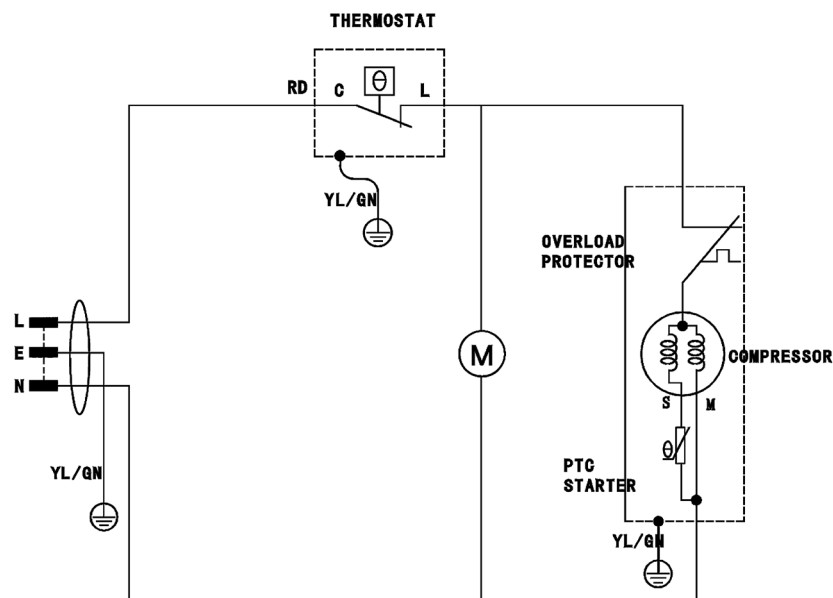 THERMOSTAT
RD
C
θ
L
YL/GN
OVERLOAD
PROTECTOR
L
E
N
M
COMPRESSOR
S
M
θ
PTC
STARTER
YL/GN
YL/GN